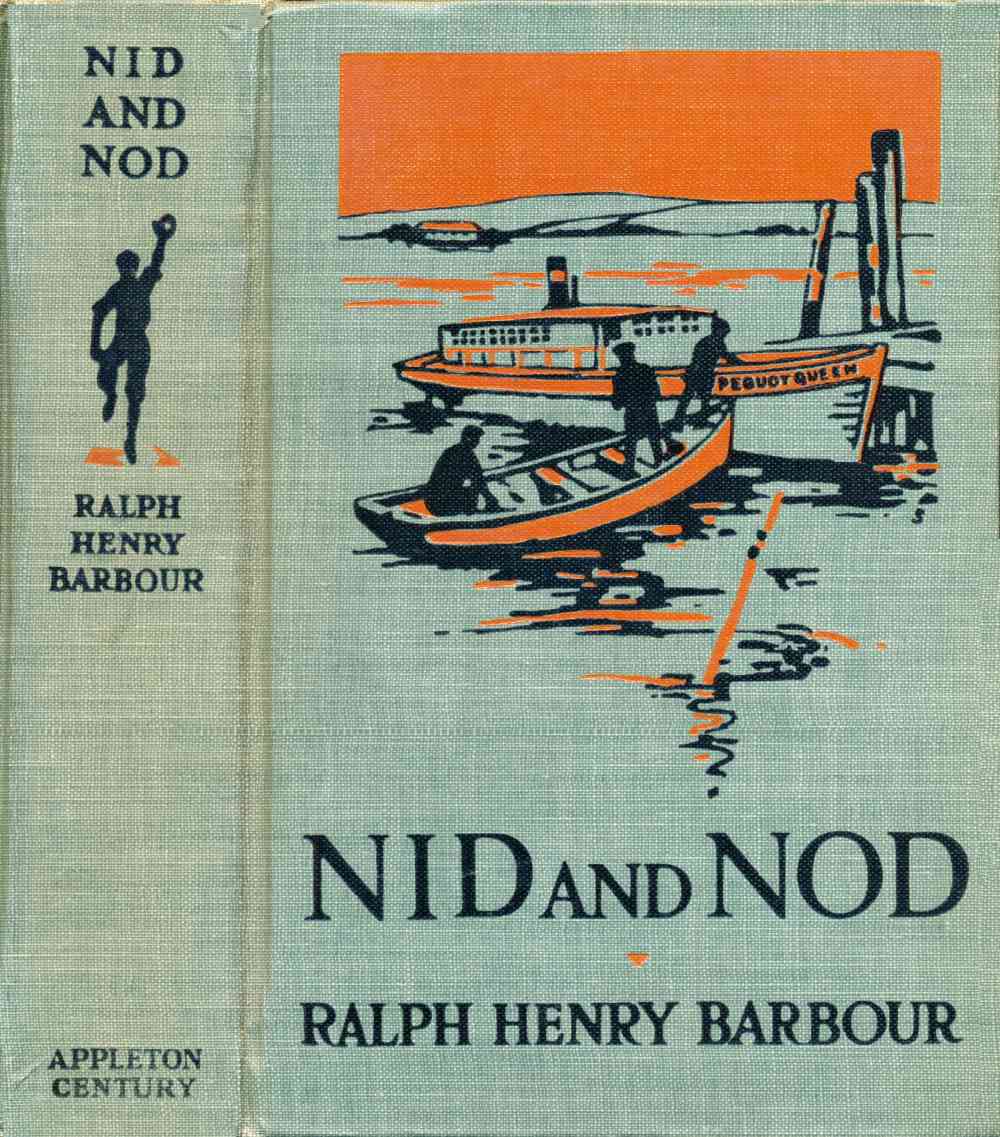 NID
AND
NOD
RALPH
HENRY
BARBOUR
APPLETON
CENTURY
PEQUOT QUEEN
S
NID AND NOD
RALPH HENRY BARBOUR